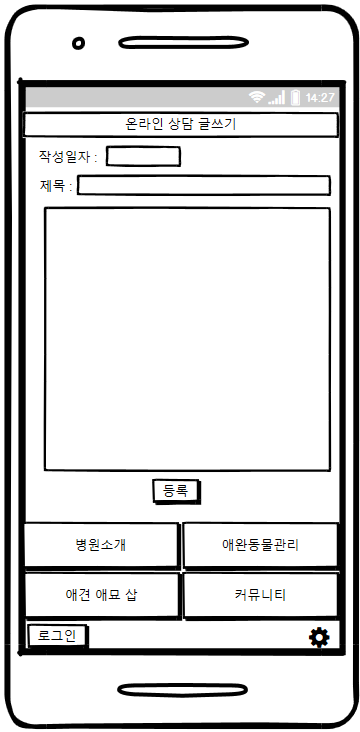 14:27
온라인 상담 글쓰기
작성일자 :
제목 :
등록
병원소개
애완동물관리
애견 애묘 샵
커뮤니티
로그인